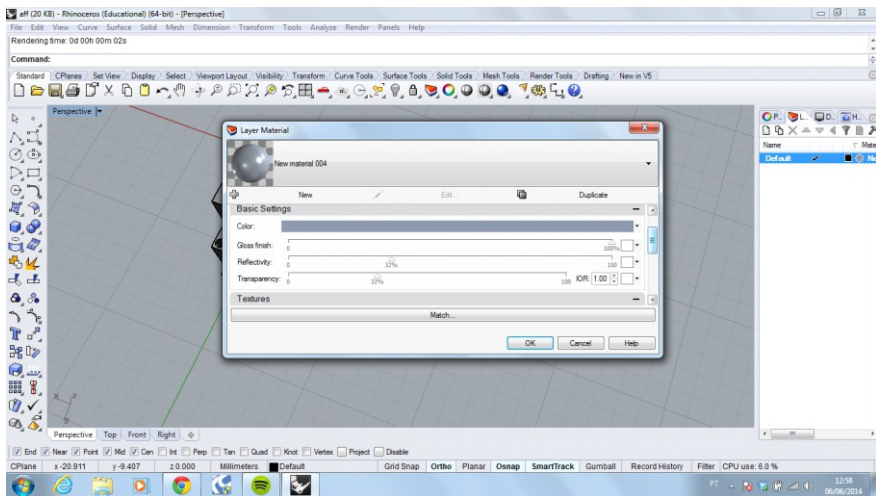 aff (20 KB) - Rhinoceros (Educational) (64-bit) - [Perspective]
File Edit View Curve Surface Solid Mesh Dimension Transform Tools Analyze Render Panels Help
Rendering time: 0d 00h 00m 02s
Command:
Standard CPlanes Set View Display Select Viewport Layout Visibility Transform Curve Tools Surface Tools Solid Tools Mesh Tools Render Tools Drafting New in V5
Perspective
P.. L.. D.. H..
Name Mate
Default Ne
Layer Material
New material 004
New Edit... Duplicate
Basic Settings
Color:
Gloss finish: 0 100%
Reflectivity: 0 32% 100
Transparency: 0 32% 100 IOR: 1.00
Textures
Match...
OK Cancel Help
z
x
y
Perspective Top Front Right
End Near Point Mid Cen Int Perp Tan Quad Knot Vertex Project Disable
CPlane x -20.911 y -9.407 z 0.000 Millimeters Default Grid Snap Ortho Planar Osnap SmartTrack Gumball Record History Filter CPU use: 6.0 %
PT 12:58
06/06/2014